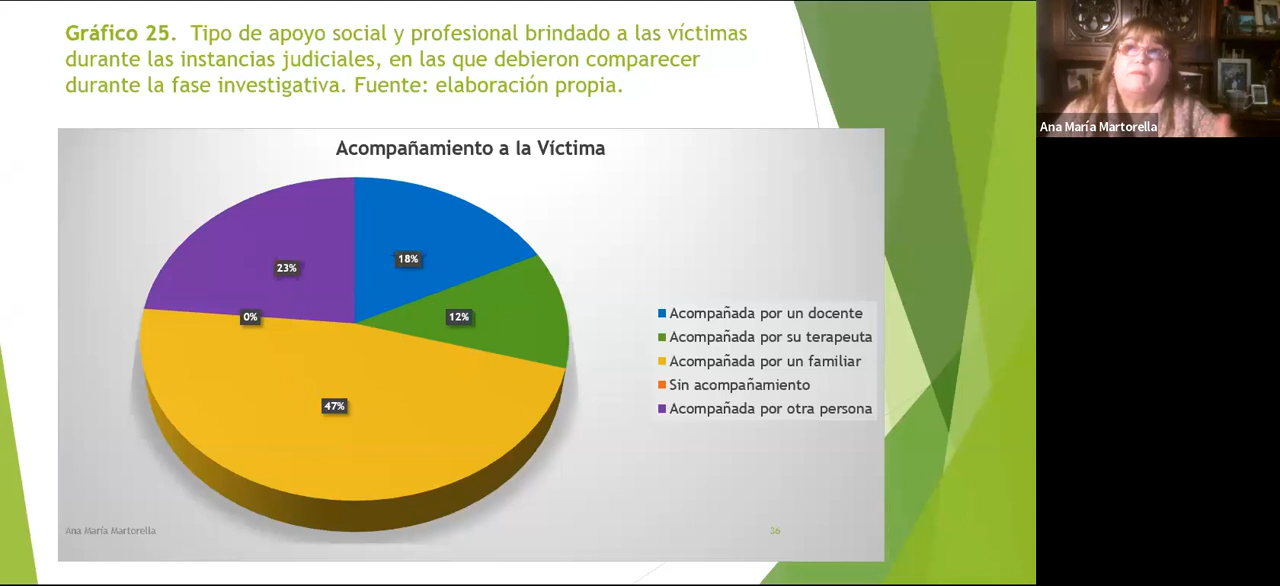 Gráfico 25. Tipo de apoyo social y profesional brindado a las víctimas
durante las instancias judiciales, en las que debieron comparecer
durante la fase investigativa. Fuente: elaboración propia.
Ana María Martorella
Acompañamiento a la Víctima
23%
18%
0%
12%
47%
Acompañada por un docente
Acompañada por su terapeuta
Acompañada por un familiar
Sin acompañamiento
Acompañada por otra persona
Ana María Martorella
36